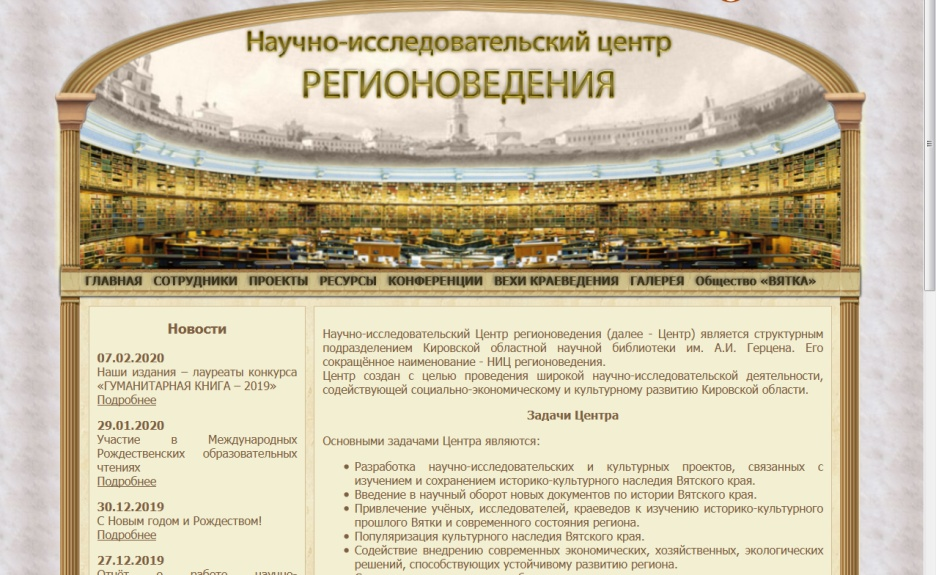 Научно-исследовательский центр
РЕГИОНОВЕДЕНИЯ
ГЛАВНАЯ СОТРУДНИКИ ПРОЕКТЫ РЕСУРСЫ КОНФЕРЕНЦИИ ВЕХИ КРАЕВЕДЕНИЯ ГАЛЕРЕЯ Общество «ВЯТКА»
Новости
07.02.2020
Наши издания – лауреаты конкурса
«ГУМАНИТАРНАЯ КНИГА – 2019»
Подробнее
29.01.2020
Участие в Международных
Рождественских образовательных
чтениях
Подробнее
30.12.2019
С Новым годом и Рождеством!
Подробнее
27.12.2019
Отчёт о работе научно-
Научно-исследовательский Центр регионоведения (далее - Центр) является структурным
подразделением Кировской областной научной библиотеки им. А.И. Герцена. Его
сокращённое наименование - НИЦ регионоведения.
Центр создан с целью проведения широкой научно-исследовательской деятельности,
содействующей социально-экономическому и культурному развитию Кировской области.
Задачи Центра
Основными задачами Центра являются:
• Разработка научно-исследовательских и культурных проектов, связанных с
изучением и сохранением историко-культурного наследия Вятского края.
• Введение в научный оборот новых документов по истории Вятского края.
• Привлечение учёных, исследователей, краеведов к изучению историко-культурного
прошлого Вятки и современного состояния региона.
• Популяризация культурного наследия Вятского края.
• Содействие внедрению современных экономических, хозяйственных, экологических
решений, способствующих устойчивому развитию региона.